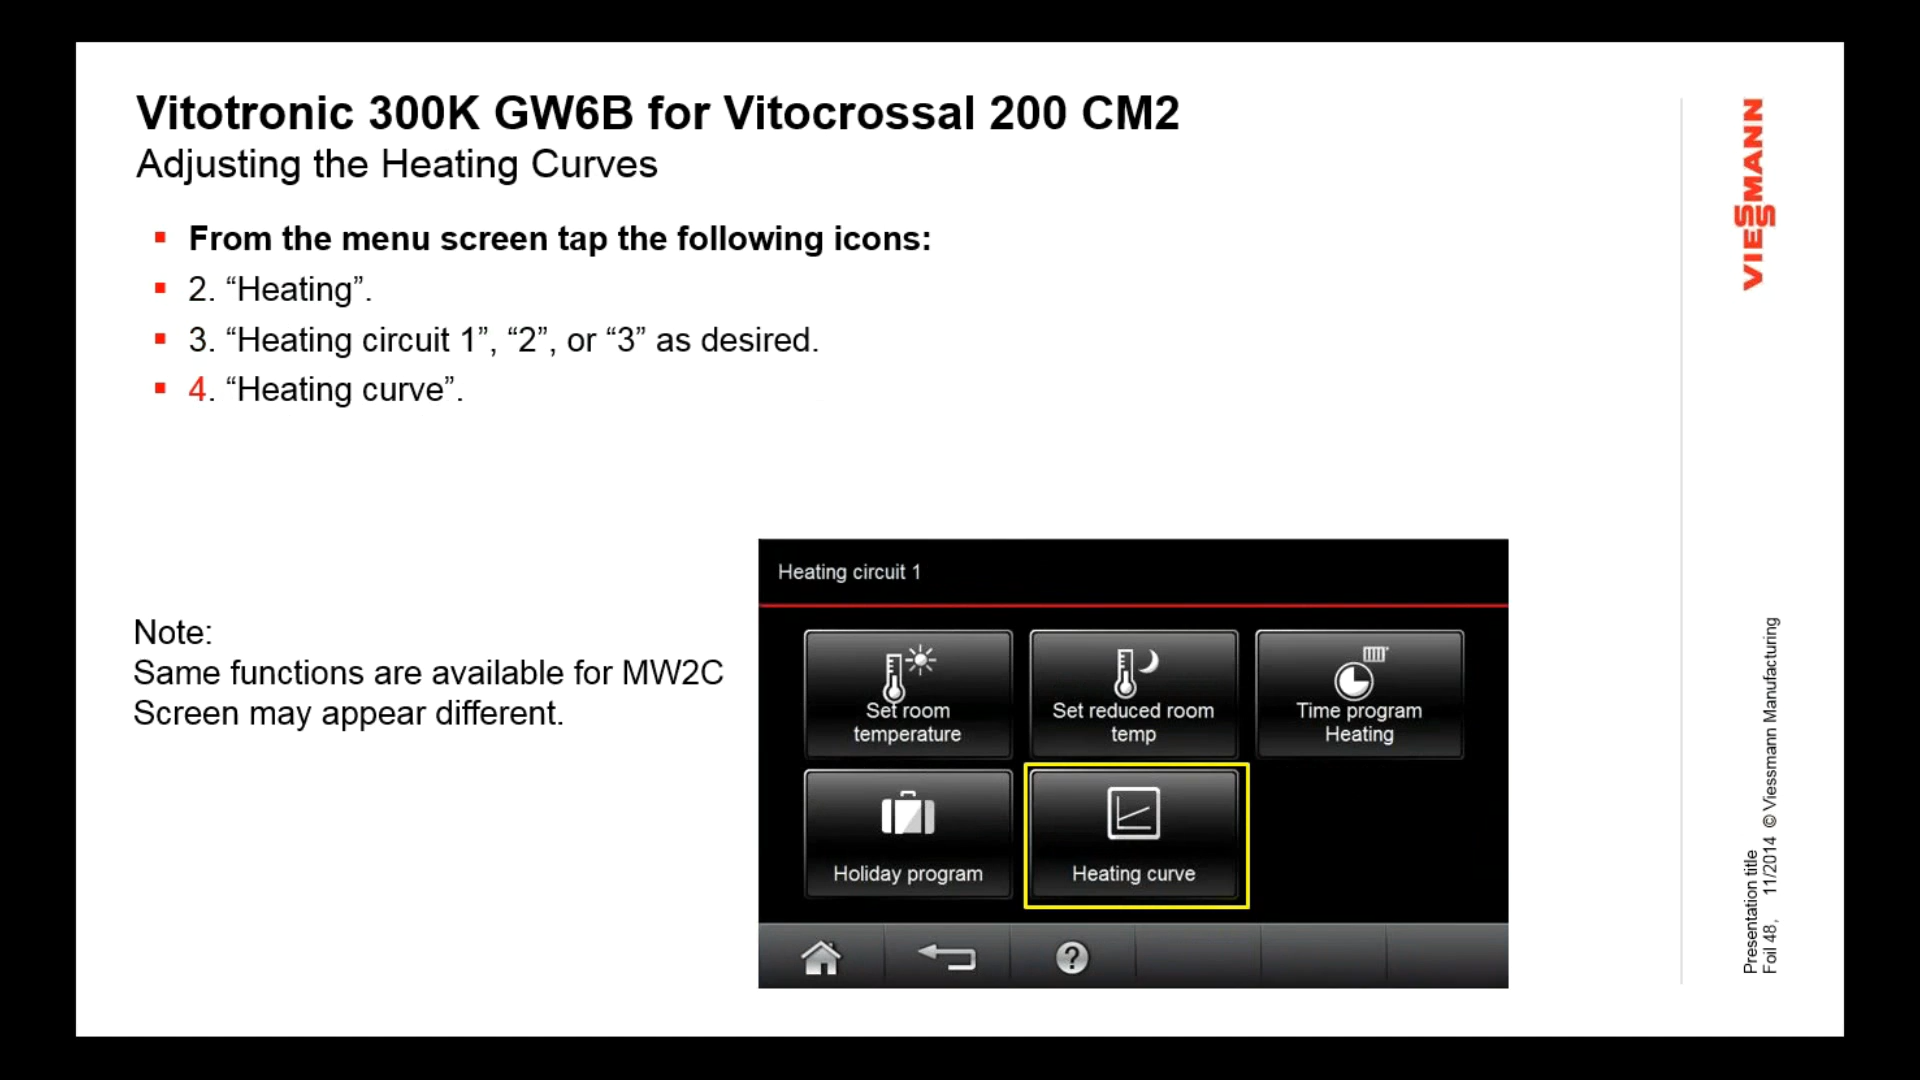 Vitotronic 300K GW6B for Vitocrossal 200 CM2
Adjusting the Heating Curves
From the menu screen tap the following icons:
2. “Heating”.
3. “Heating circuit 1”, “2”, or “3” as desired.
4. “Heating curve”.
Note:
Same functions are available for MW2C
Screen may appear different.
Heating circuit 1
Set room
temperature
Set reduced room
temp
Time program
Heating
Holiday program
Heating curve
?
VIESSMANN
Presentation title
Foil 48, 11/2014 © Viessmann Manufacturing